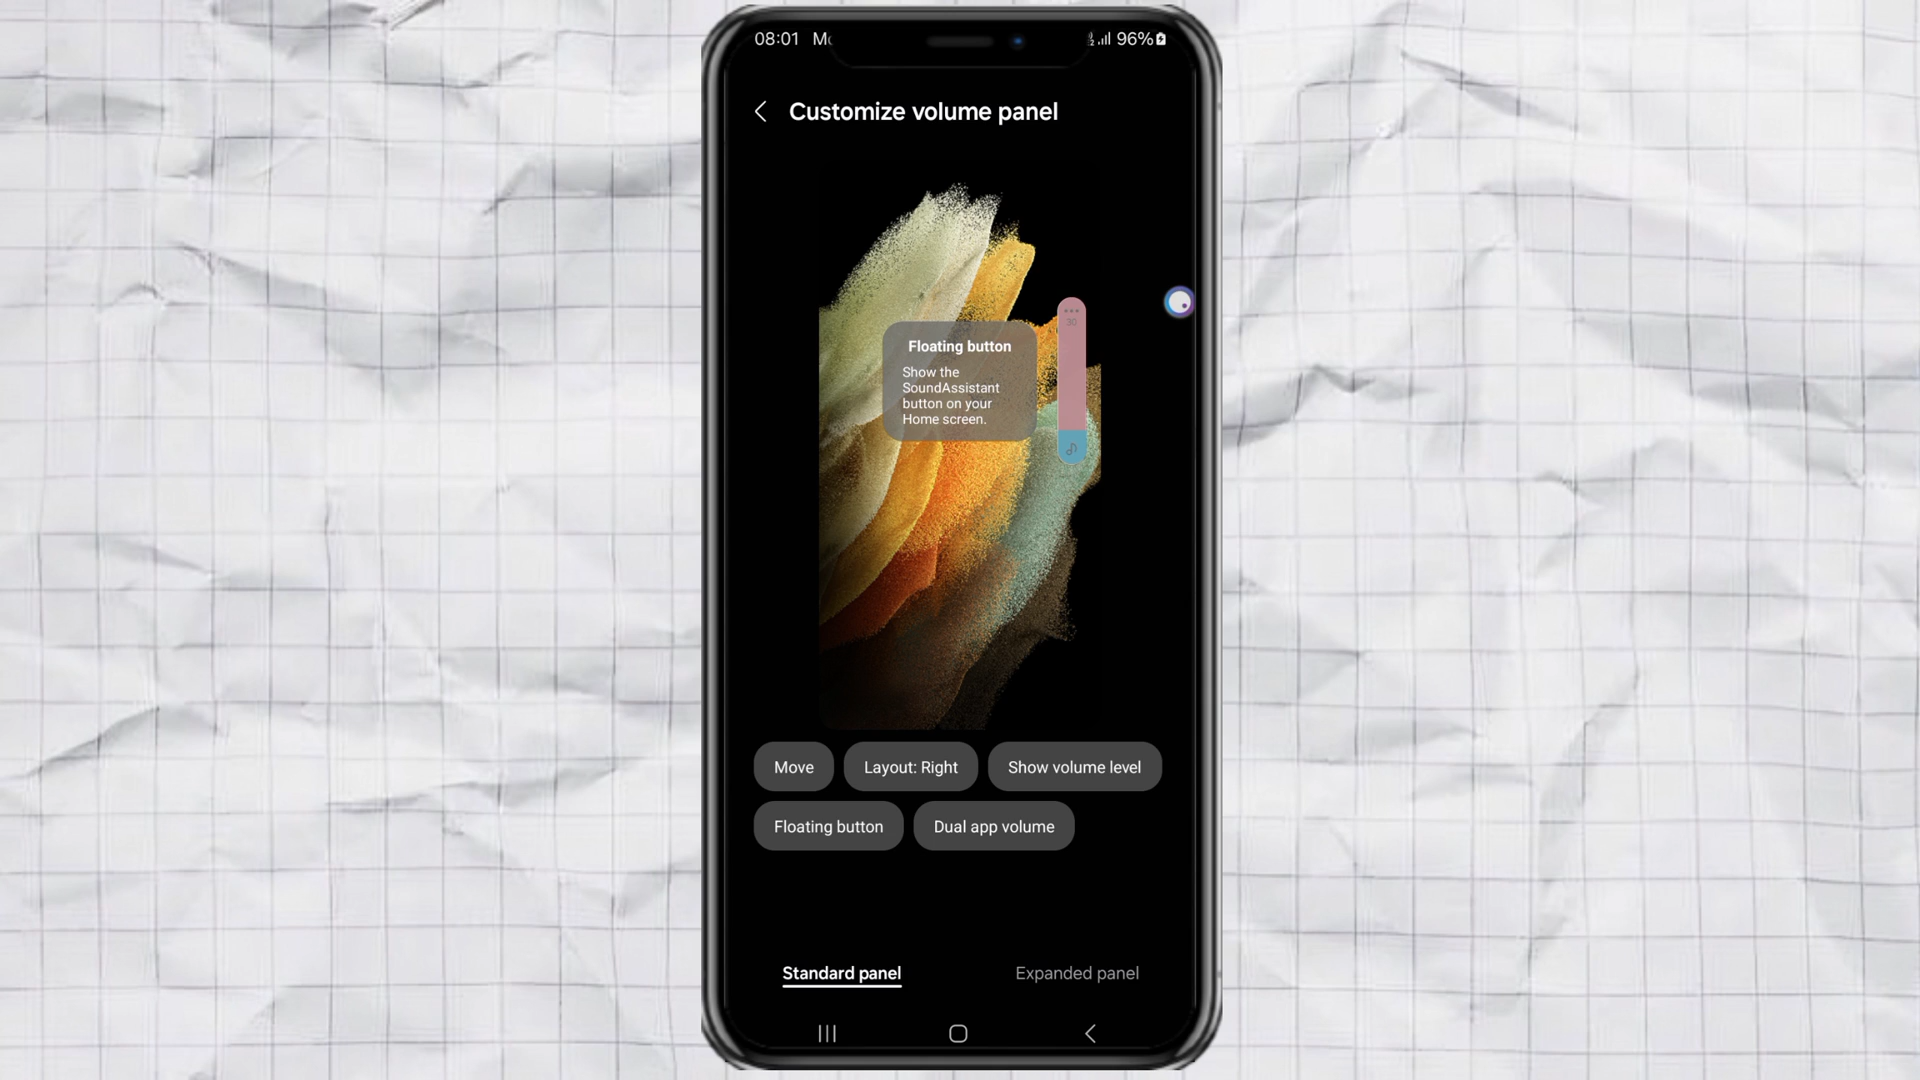 08:01
96%
Customize volume panel
30
Floating button
Show the
SoundAssistant
button on your
Home screen.
Move
Layout: Right
Show volume level
Floating button
Dual app volume
Standard panel
Expanded panel